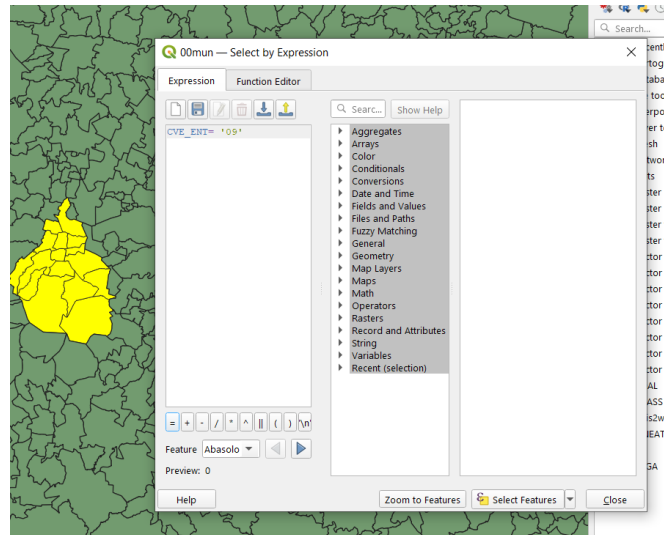 00mun — Select by Expression
Search...
Expression
Function Editor
Searc...
Show Help
CVE_ENT= '09'
Aggregates
Arrays
Color
Conditionals
Conversions
Date and Time
Fields and Values
Files and Paths
Fuzzy Matching
General
Geometry
Map Layers
Maps
Math
Operators
Rasters
Record and Attributes
String
Variables
Recent (selection)
= + - / * ^ || ( ) '\n'
Feature Abasolo
Preview: 0
Help
Zoom to Features
Select Features
Close